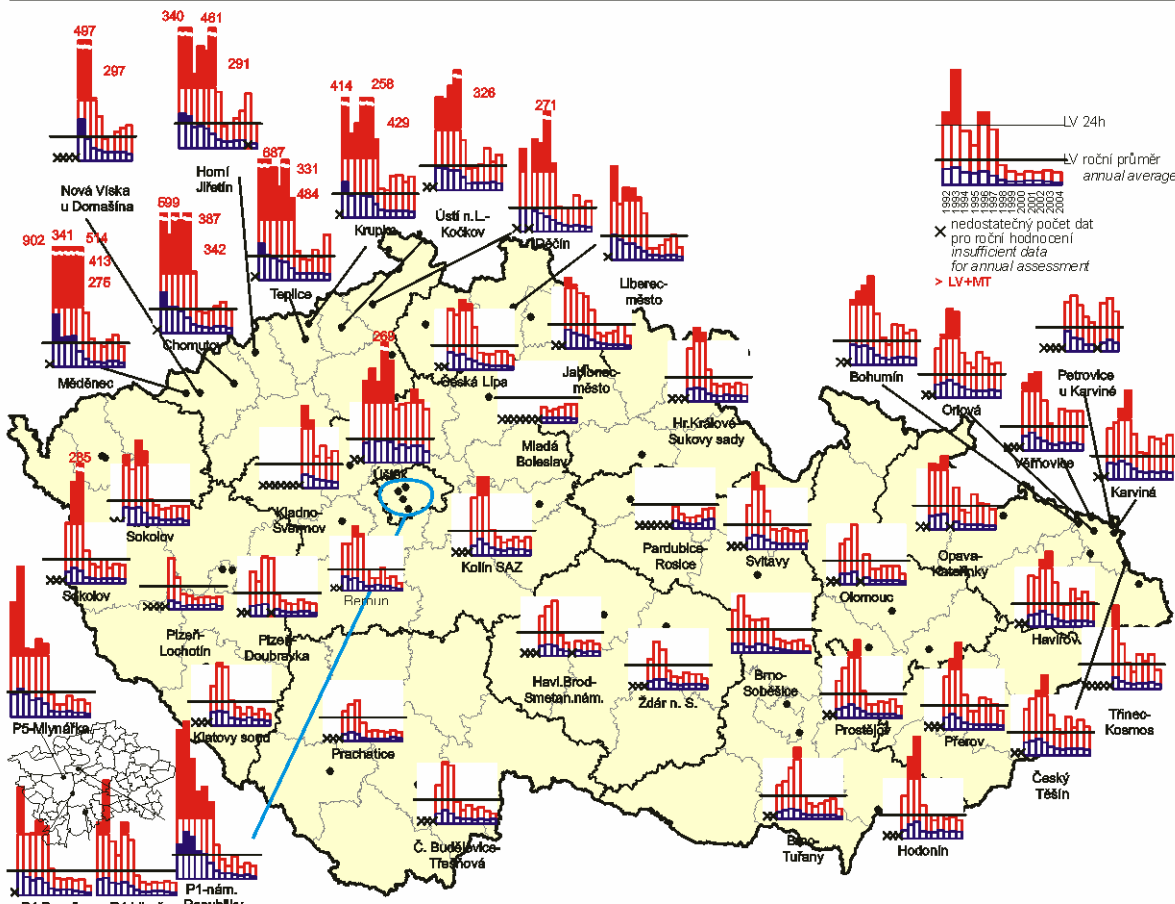 340
461
291
497
297
414
258
429
326
271
LV 24h
LV roční průměr
annual average
1992
1993
1994
1995
1996
1997
1998
1999
2000
2001
2002
2003
2004
× nedostatečný počet dat
pro roční hodnocení
insufficient data
for annual assessment
> LV+MT
687
331
484
Horní
Jiřetín
Nová Víska
u Domašína
Ústí n.L.-
Kočkov
Krupka
Děčín
Liberec-
město
Teplice
902
341
514
413
275
599
387
342
Chomutov
Měděnec
269
Česká Lípa
Jablonec-
město
Mladá
Boleslav
Hr.Králové-
Sukovy sady
Bohumín
Orlová
Petrovice
u Karviné
Věřňovice
Karviná
285
Sokolov
Sokolov
Kladno-
Švermov
Kolín SAZ
Pardubice-
Rosice
Svitavy
Olomouc
Opava-
Kateřinky
Havířov
Plzeň-
Lochotín
Plzeň-
Doubravka
Havl.Brod-
Smetan.nám.
Žďár n. S.
Brno-
Soběšice
Prostějov
Přerov
Třinec-
Kosmos
Český
Těšín
P5-Mlynářka
Klatovy soud
Prachatice
Č. Budějovice-
Třešňová
Brno-
Tuřany
Hodonín
P1-nám.
Republiky